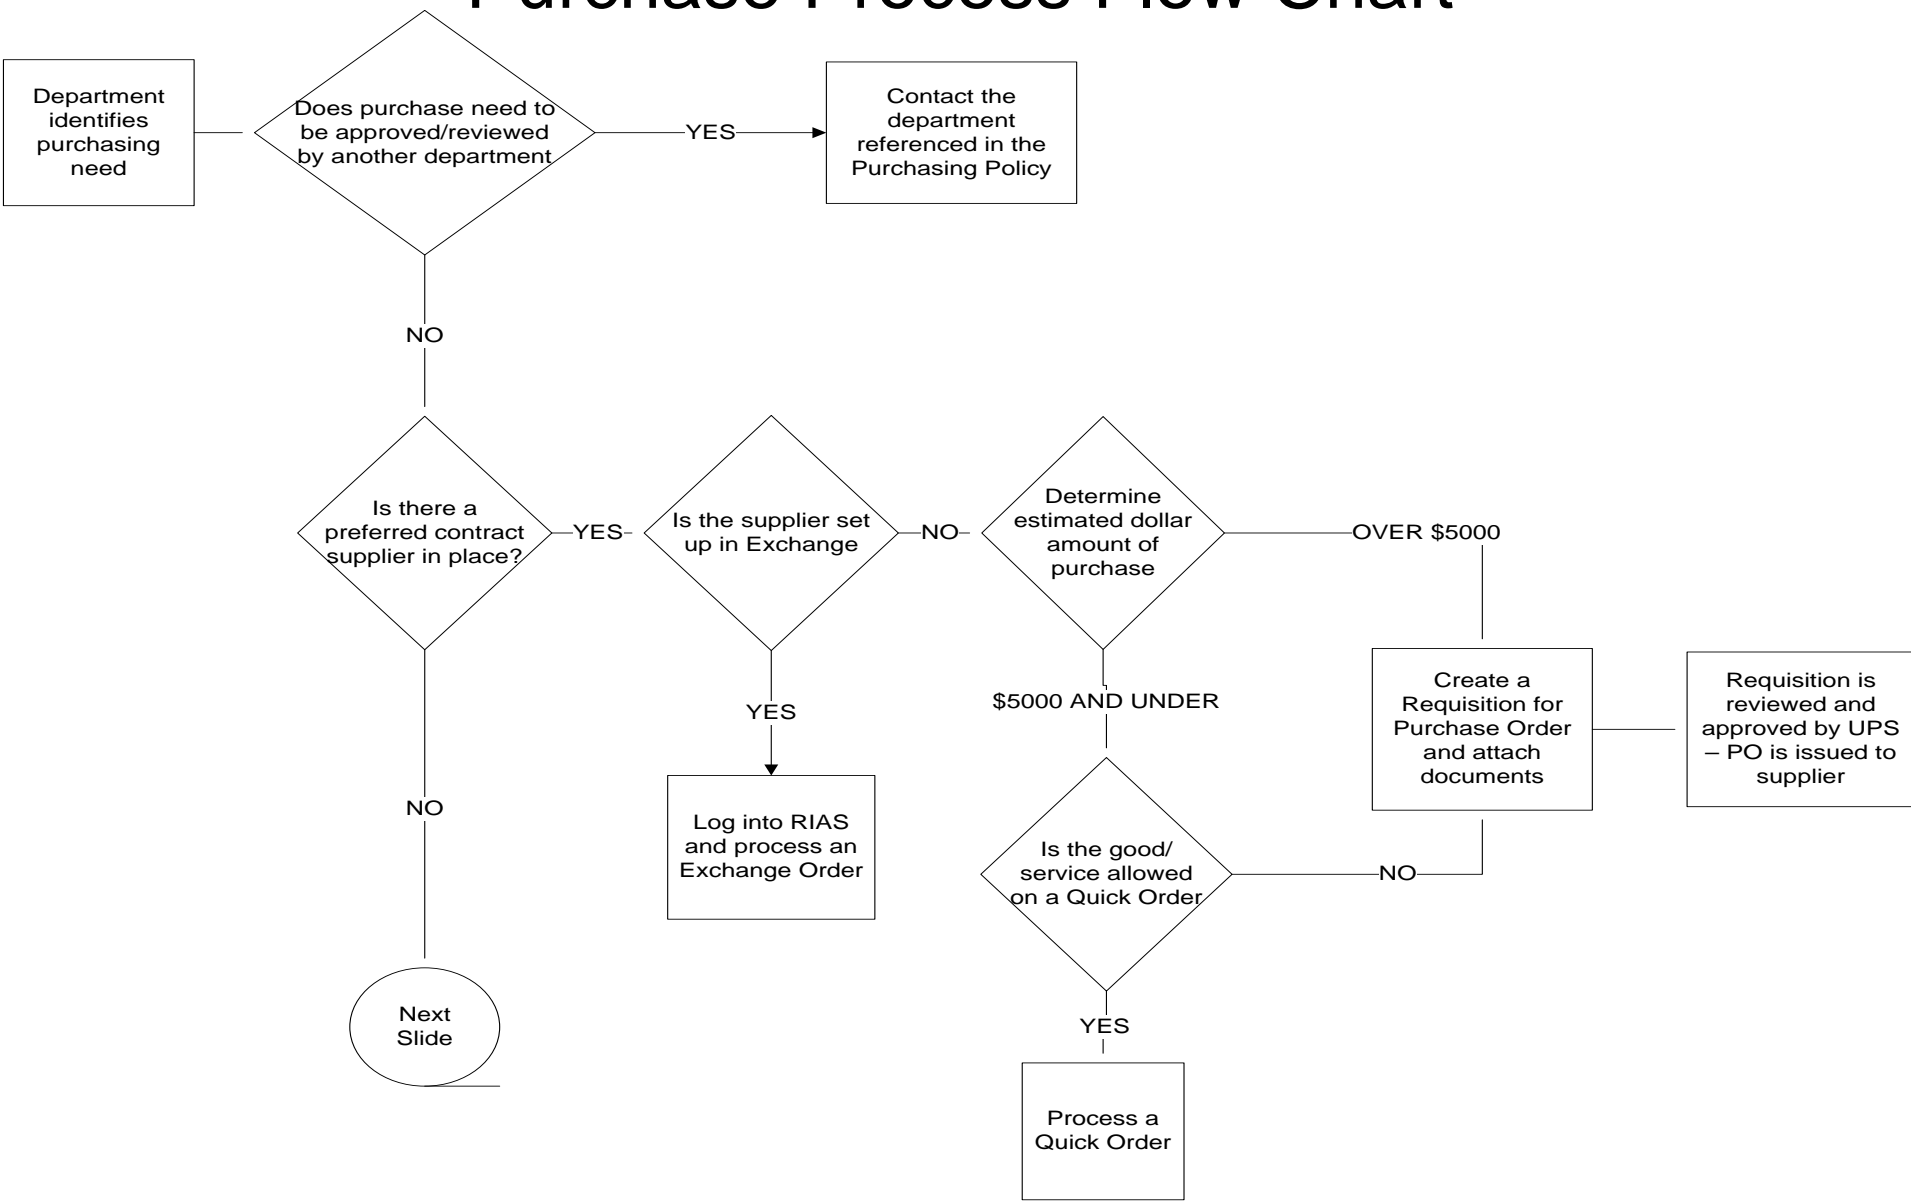 Purchase Process Flow Chart
Department
identifies
purchasing
need
Does purchase need to
be approved/reviewed
by another department
YES
Contact the
department
referenced in the
Purchasing Policy
NO
Is there a
preferred contract
supplier in place?
YES
Is the supplier set
up in Exchange
NO
Determine
estimated dollar
amount of
purchase
OVER $5000
YES
$5000 AND UNDER
Create a
Requisition for
Purchase Order
and attach
documents
Requisition is
reviewed and
approved by UPS
– PO is issued to
supplier
NO
Log into RIAS
and process an
Exchange Order
Is the good/
service allowed
on a Quick Order
NO
Next
Slide
YES
Process a
Quick Order